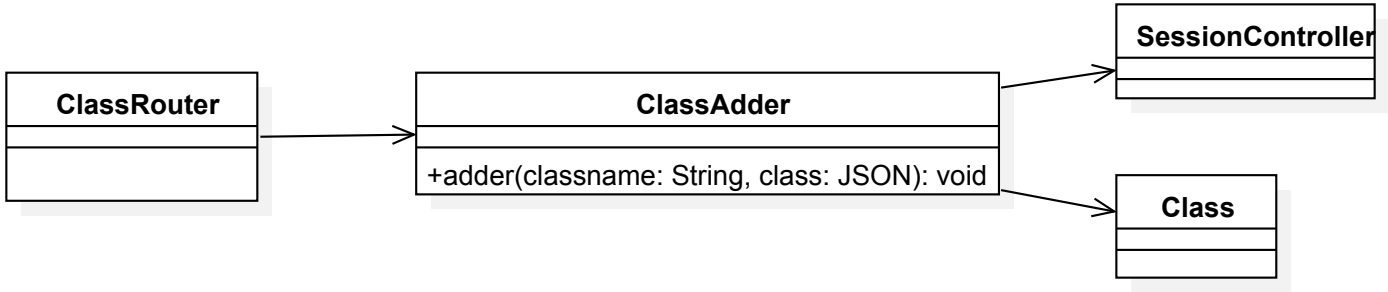 SessionController
ClassRouter
ClassAdder
+adder(classname: String, class: JSON): void
Class